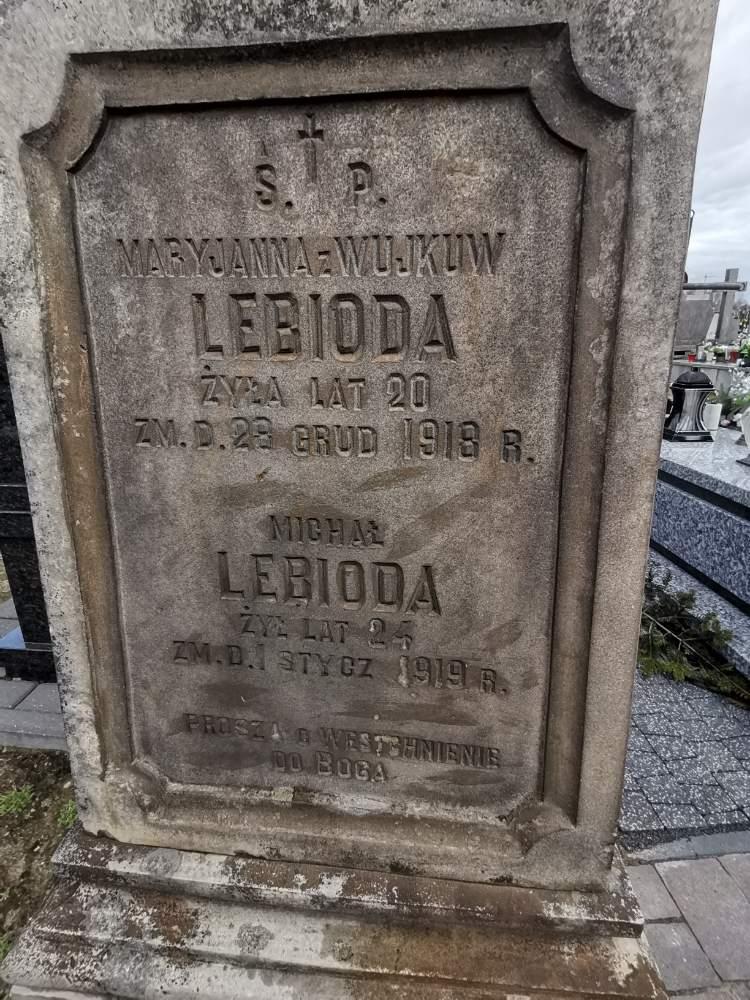 Ś. P.
MARYJANNA z WUJKUW
LEBIODA
ŻYŁA LAT 20
ZM. D. 28 GRUD 1918 R.
MICHAŁ
LEBIODA
ŻYŁ LAT 24
ZM. D. 1 STYCZ 1919 R.
PROSZA O WESTCHNIENIE
DO BOGA